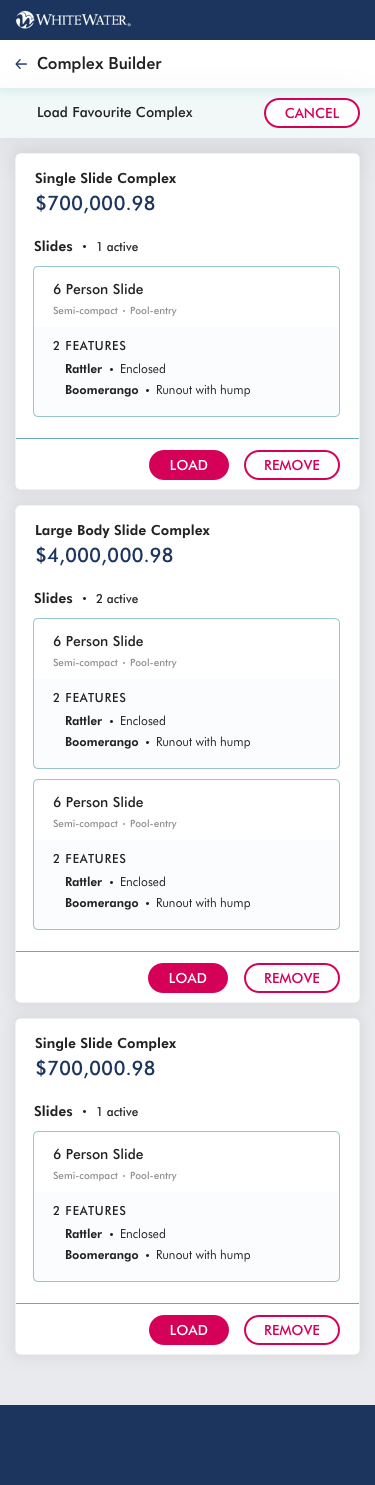 WHITEWATER
Complex Builder
Load Favourite Complex
CANCEL
Single Slide Complex
$700,000.98
Slides • 1 active
6 Person Slide
Semi-compact • Pool-entry
2 FEATURES
Rattler • Enclosed
Boomerango • Runout with hump
LOAD REMOVE
Large Body Slide Complex
$4,000,000.98
Slides • 2 active
6 Person Slide
Semi-compact • Pool-entry
2 FEATURES
Rattler • Enclosed
Boomerango • Runout with hump
6 Person Slide
Semi-compact • Pool-entry
2 FEATURES
Rattler • Enclosed
Boomerango • Runout with hump
LOAD REMOVE
Single Slide Complex
$700,000.98
Slides • 1 active
6 Person Slide
Semi-compact • Pool-entry
2 FEATURES
Rattler • Enclosed
Boomerango • Runout with hump
LOAD REMOVE